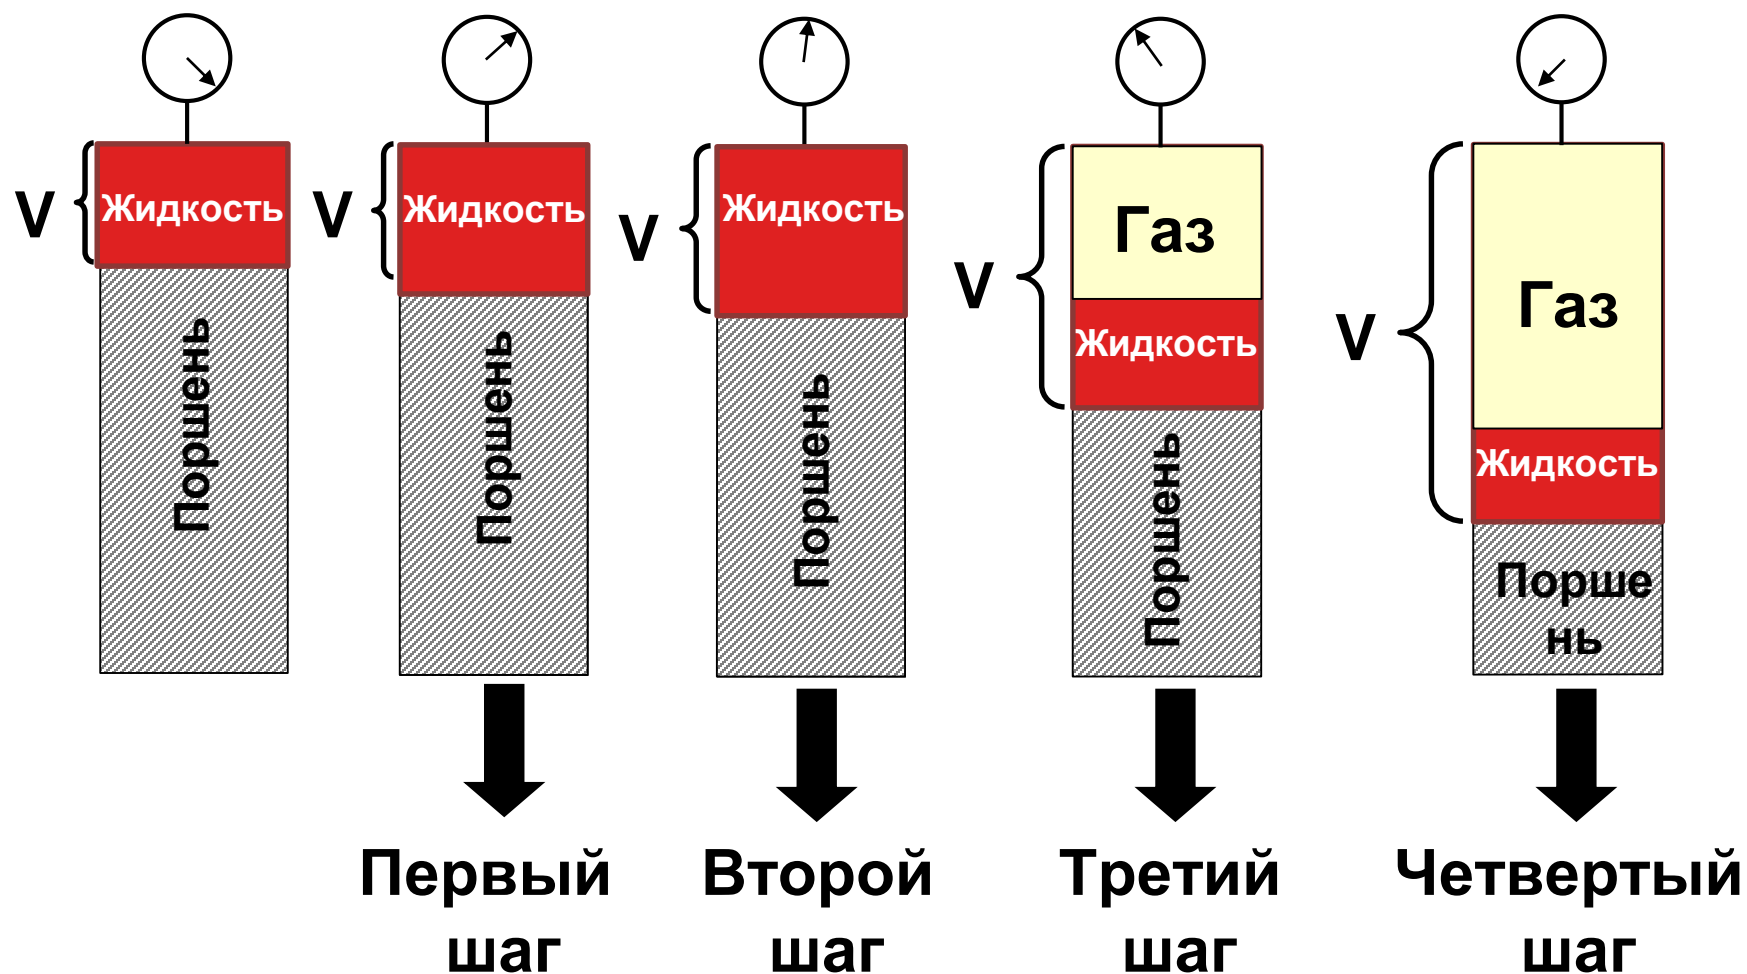 V
Жидкость
Поршень
V
Жидкость
Поршень
Первый
шаг
V
Жидкость
Поршень
Второй
шаг
V
Газ
Жидкость
Поршень
Третий
шаг
V
Газ
Жидкость
Порше
нь
Четвертый
шаг